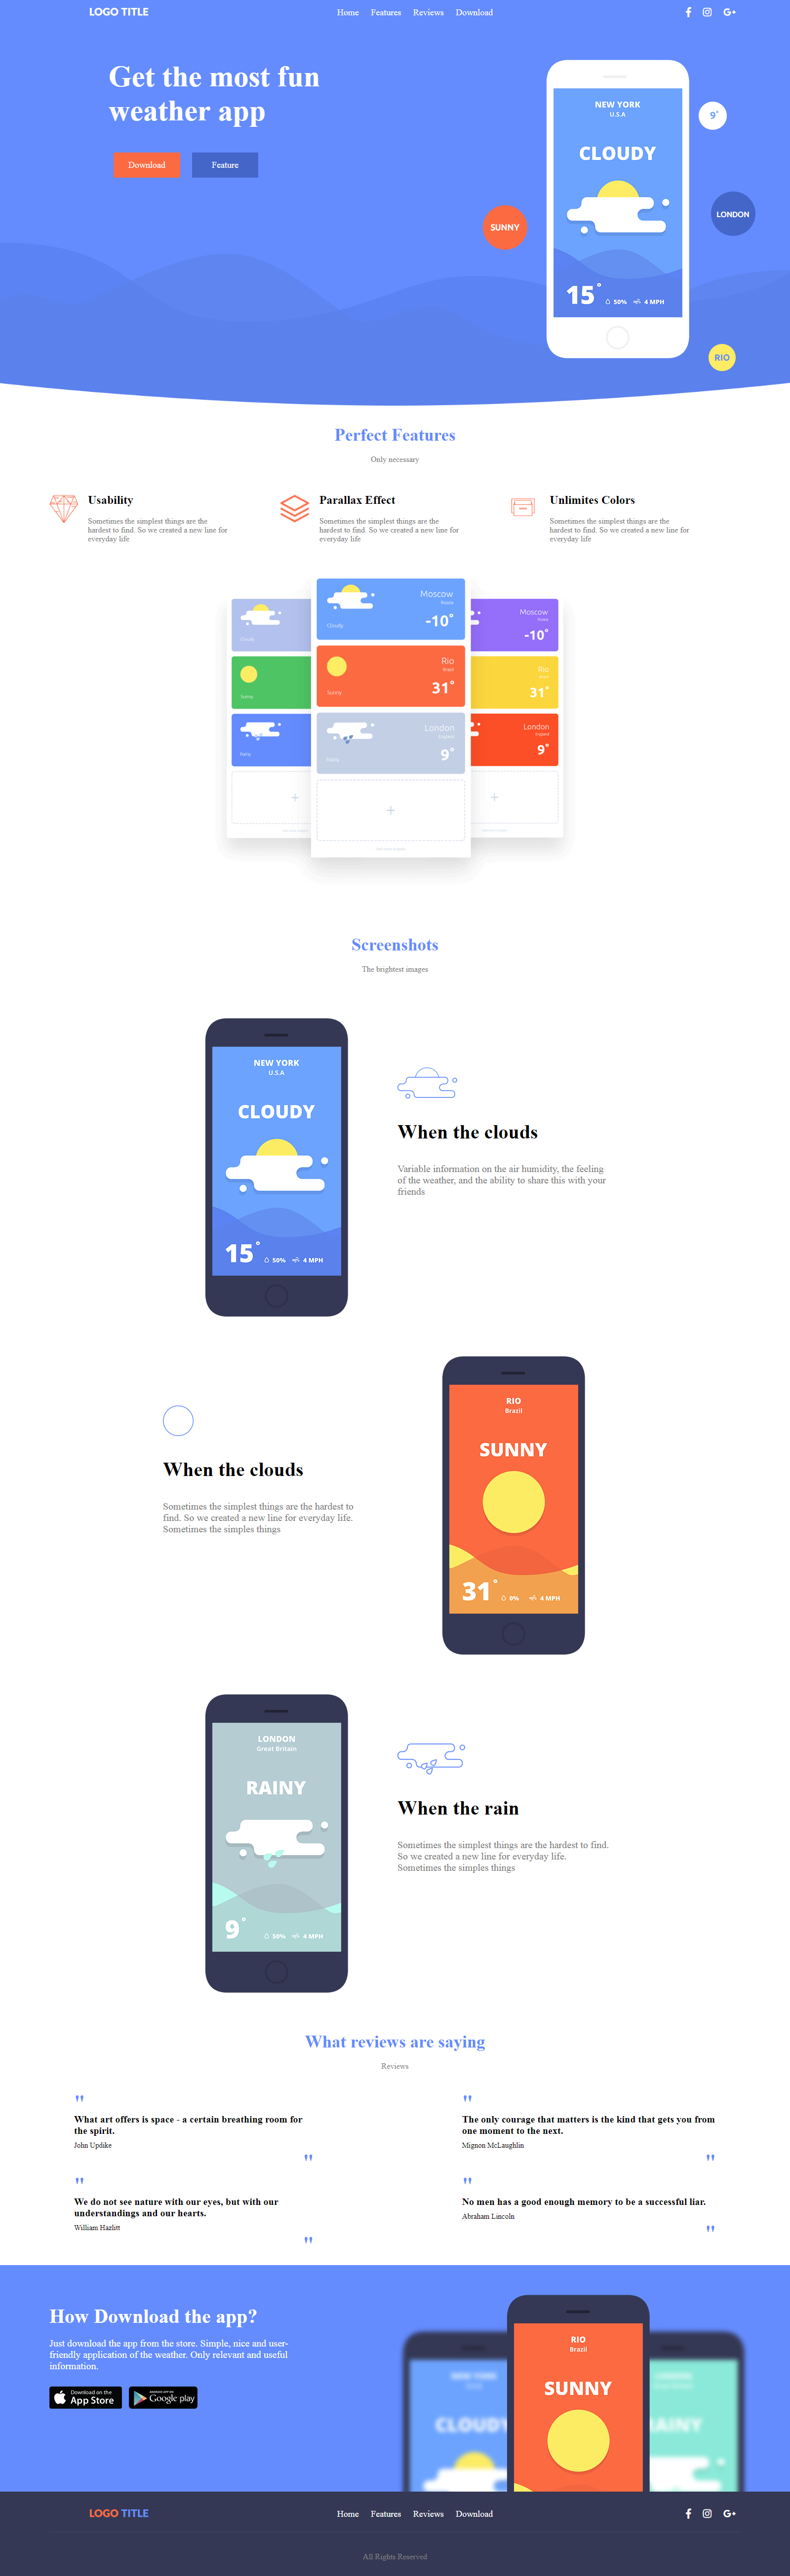 LOGO TITLE
Home Features Reviews Download
Get the most fun
weather app
Download
Feature
NEW YORK
U.S.A
CLOUDY
15°
50%
4 MPH
9°
SUNNY
LONDON
RIO
Perfect Features
Only necessary
Usability
Sometimes the simplest things are the
hardest to find. So we created a new line for
everyday life
Parallax Effect
Sometimes the simplest things are the
hardest to find. So we created a new line for
everyday life
Unlimites Colors
Sometimes the simplest things are the
hardest to find. So we created a new line for
everyday life
Cloudy
Sunny
Rainy
Moscow
Russia
-10°
Cloudy
Rio
Brazil
31°
Sunny
London
England
9°
Rainy
+
Moscow
-10°
Rio
31°
London
England
9°
+
+
Screenshots
The brightest images
NEW YORK
U.S.A
CLOUDY
15°
50%
4 MPH
When the clouds
Variable information on the air humidity, the feeling
of the weather, and the ability to share this with your
friends
When the clouds
Sometimes the simplest things are the hardest to
find. So we created a new line for everyday life.
Sometimes the simples things
RIO
Brazil
SUNNY
31°
0%
4 MPH
LONDON
Great Britain
RAINY
9°
50%
4 MPH
When the rain
Sometimes the simplest things are the hardest to find.
So we created a new line for everyday life.
Sometimes the simples things
What reviews are saying
Reviews
"
What art offers is space - a certain breathing room for
the spirit.
John Updike
"
"
The only courage that matters is the kind that gets you from
one moment to the next.
Mignon McLaughlin
"
"
We do not see nature with our eyes, but with our
understandings and our hearts.
William Hazlitt
"
"
No men has a good enough memory to be a successful liar.
Abraham Lincoln
"
How Download the app?
Just download the app from the store. Simple, nice and user-
friendly application of the weather. Only relevant and useful
information.
Download on the
App Store
ANDROID APP ON
Google play
NEW YORK
CLOUDY
RIO
Brazil
SUNNY
LONDON
RAINY
LOGO TITLE
Home Features Reviews Download
All Rights Reserved